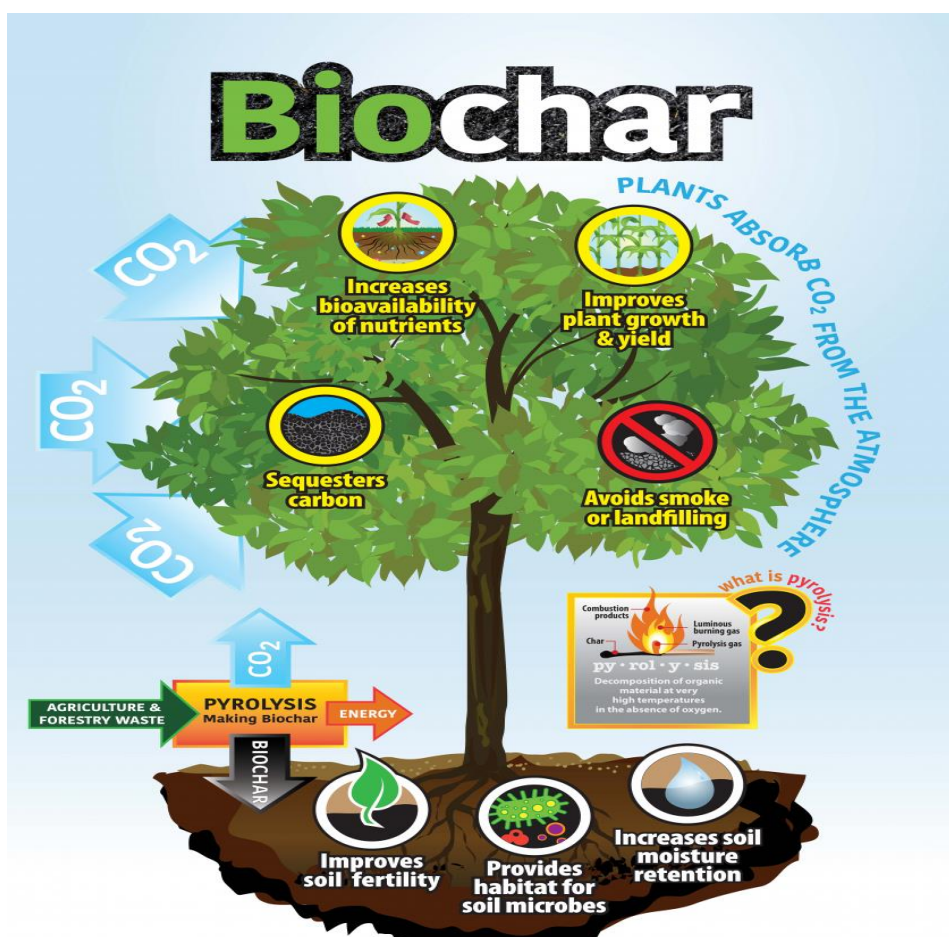 Biochar
PLANTS ABSORB CO₂ FROM THE ATMOSPHERE
CO₂
CO₂
CO₂
Increases
bioavailability
of nutrients
Improves
plant growth
& yield
Sequesters
carbon
Avoids smoke
or landfilling
what is pyrolysis?
?
Combustion
products
Luminous
burning gas
Char
Pyrolysis gas
py · rol · y · sis
Decomposition of organic
material at very
high temperatures
in the absence of oxygen.
CO₂
AGRICULTURE &
FORESTRY WASTE
PYROLYSIS
Making Biochar
ENERGY
BIOCHAR
Improves
soil fertility
Provides
habitat for
soil microbes
Increases soil
moisture
retention